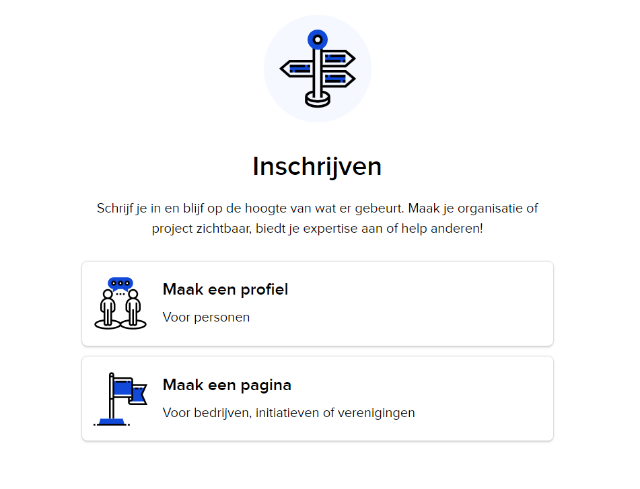 Inschrijven
Schrijf je in en blijf op de hoogte van wat er gebeurt. Maak je organisatie of
project zichtbaar, biedt je expertise aan of help anderen!
Maak een profiel
Voor personen
Maak een pagina
Voor bedrijven, initiatieven of verenigingen